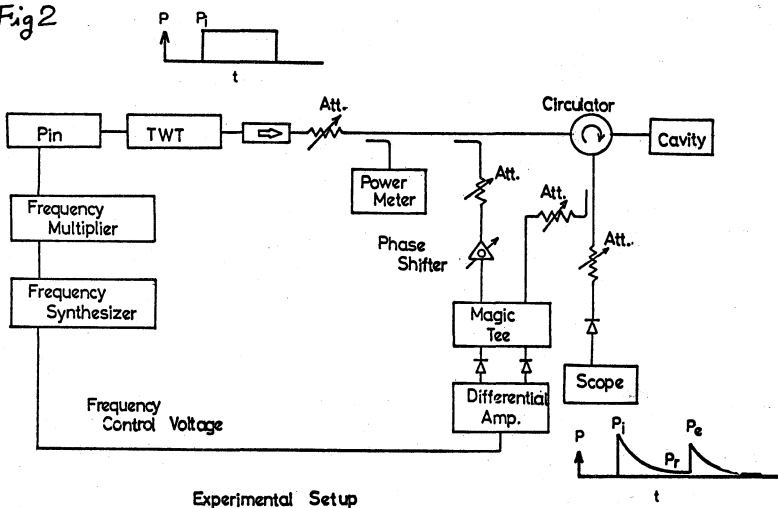 Fig 2
P Pi
t
Att.
Circulator
Pin
TWT
Cavity
Power
Meter
Att.
Att.
Att.
Frequency
Multiplier
Phase
Shifter
Frequency
Synthesizer
Magic
Tee
Scope
Differential
Amp.
Frequency
Control Voltage
P Pi Pr Pe
t
Experimental Setup